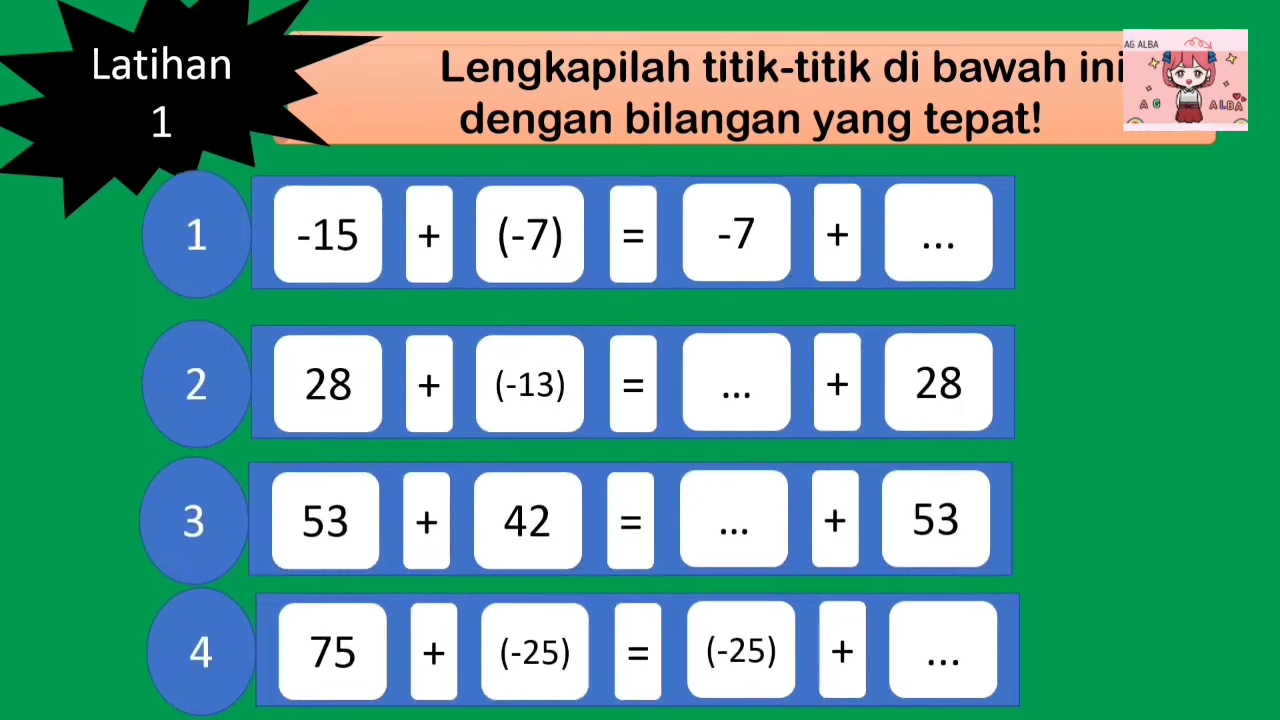 Latihan
1
Lengkapilah titik-titik di bawah ini
dengan bilangan yang tepat!
AG ALBA
A G ALBA
1 -15 + (-7) = -7 + ...
2 28 + (-13) = ... + 28
3 53 + 42 = ... + 53
4 75 + (-25) = (-25) + ...